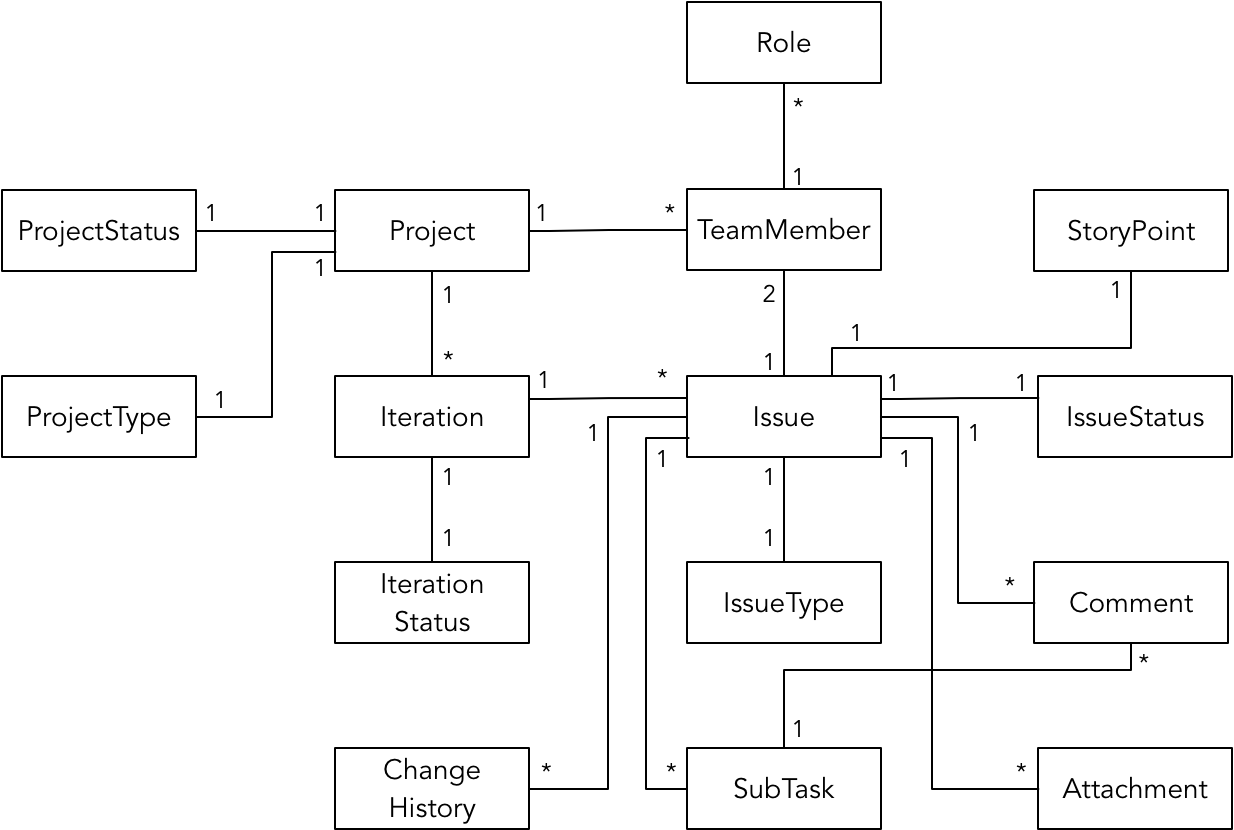 Role
*
1
ProjectStatus
1
1
Project
1
*
TeamMember
StoryPoint
1
1
2
1
*
1
1
ProjectType
1
Iteration
1
*
Issue
1
1
IssueStatus
1
1
1
1
1
1
1
1
Iteration
Status
IssueType
*
Comment
*
1
Change
History
*
*
SubTask
*
Attachment